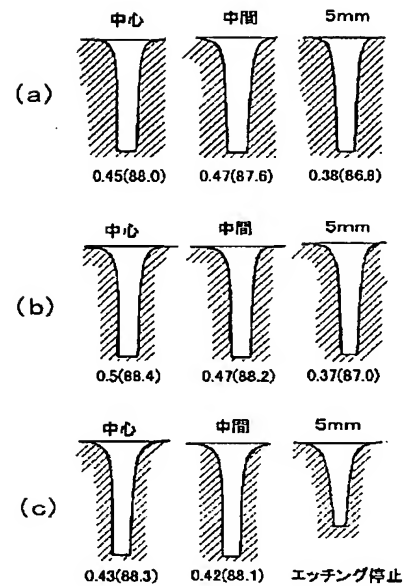 中心 中間 5mm
(a)
0.45(88.0) 0.47(87.6) 0.38(86.8)
中心 中間 5mm
(b)
0.5(88.4) 0.47(88.2) 0.37(87.0)
中心 中間 5mm
(c)
0.43(88.3) 0.42(88.1) エッチング停止